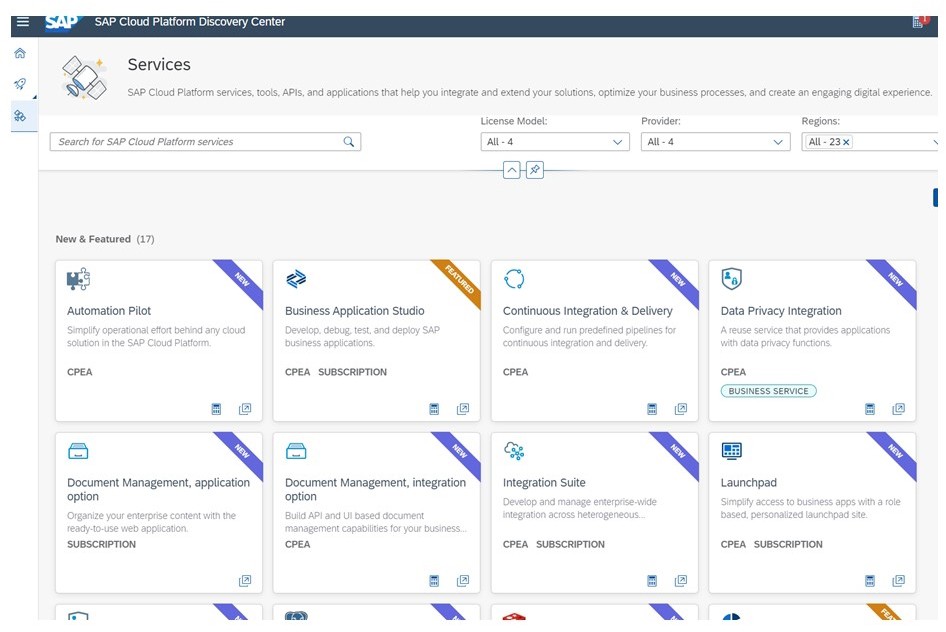 SAP SAP Cloud Platform Discovery Center 1
Services
SAP Cloud Platform services, tools, APIs, and applications that help you integrate and extend your solutions, optimize your business processes, and create an engaging digital experience.
License Model: Provider: Regions:
Search for SAP Cloud Platform services All - 4 All - 4 All - 23
New & Featured (17)
NEW
Automation Pilot
Simplify operational effort behind any cloud
solution in the SAP Cloud Platform.
CPEA
FEATURED
Business Application Studio
Develop, debug, test, and deploy SAP
business applications.
CPEA SUBSCRIPTION
NEW
Continuous Integration & Delivery
Configure and run predefined pipelines for
continuous integration and delivery.
CPEA
NEW
Data Privacy Integration
A reuse service that provides applications
with data privacy functions.
CPEA
BUSINESS SERVICE
NEW
Document Management, application
option
Organize your enterprise content with the
ready-to-use web application.
SUBSCRIPTION
NEW
Document Management, integration
option
Build API and UI based document
management capabilities for your business...
CPEA
NEW
Integration Suite
Develop and manage enterprise-wide
integration across heterogeneous...
CPEA SUBSCRIPTION
NEW
Launchpad
Simplify access to business apps with a role
based, personalized launchpad site.
CPEA SUBSCRIPTION